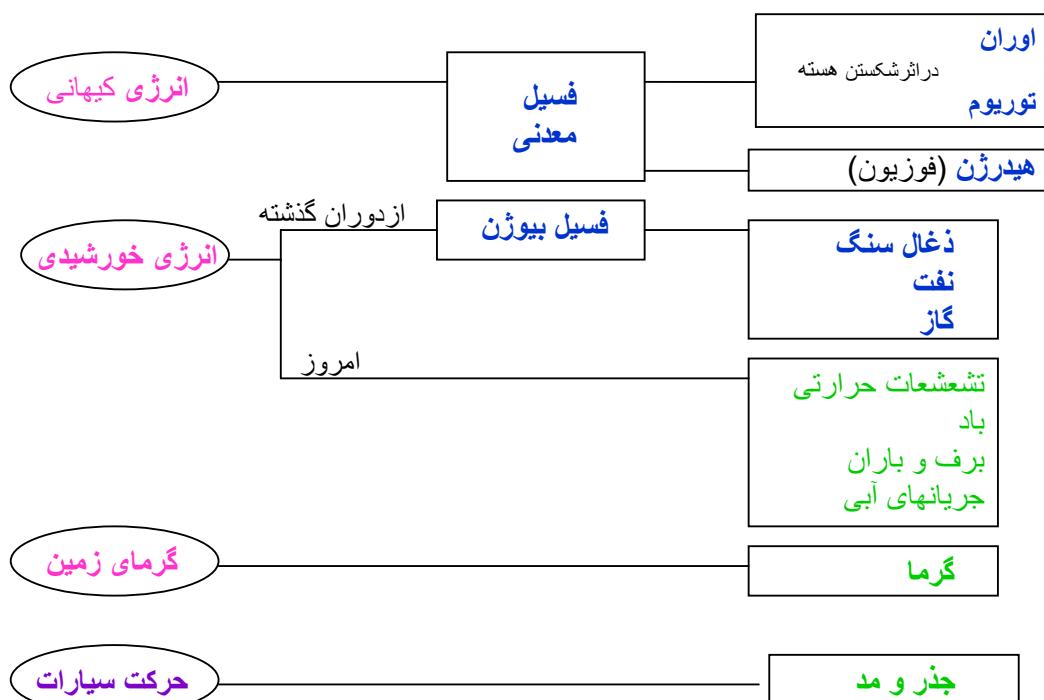 اوران
دراثرشکستن هسته
توریوم
انرژی کیهانی
فسیل
معدنی
هیدرژن (فوزیون)
ازدوران گذشته
فسیل بیوژن
انرژی خورشیدی
ذغال سنگ
نفت
گاز
امروز
تشعشعات حرارتی
باد
برف و باران
جریانهای آبی
گرمای زمین
گرما
حرکت سیارات
جذر و مد